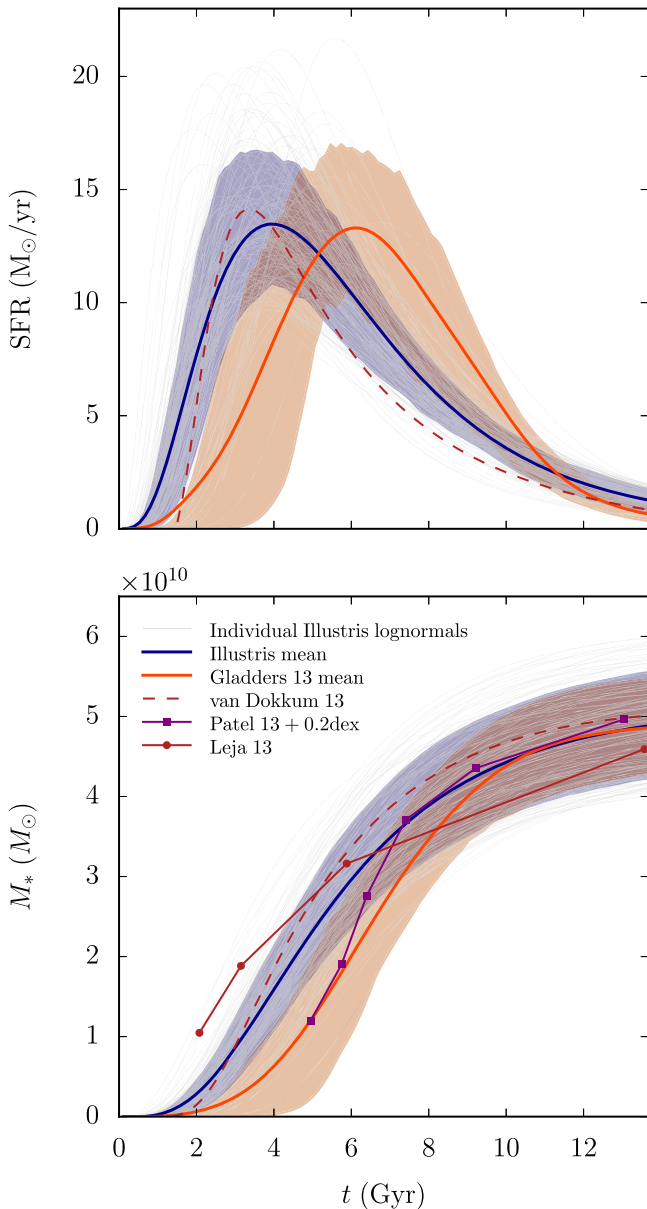 20
15
10
5
0
SFR (M⊙/yr)
×10¹⁰
6
5
4
3
2
1
0
M* (M⊙)
Individual Illustris lognormals
Illustris mean
Gladders 13 mean
van Dokkum 13
Patel 13 + 0.2dex
Leja 13
0 2 4 6 8 10 12
t (Gyr)